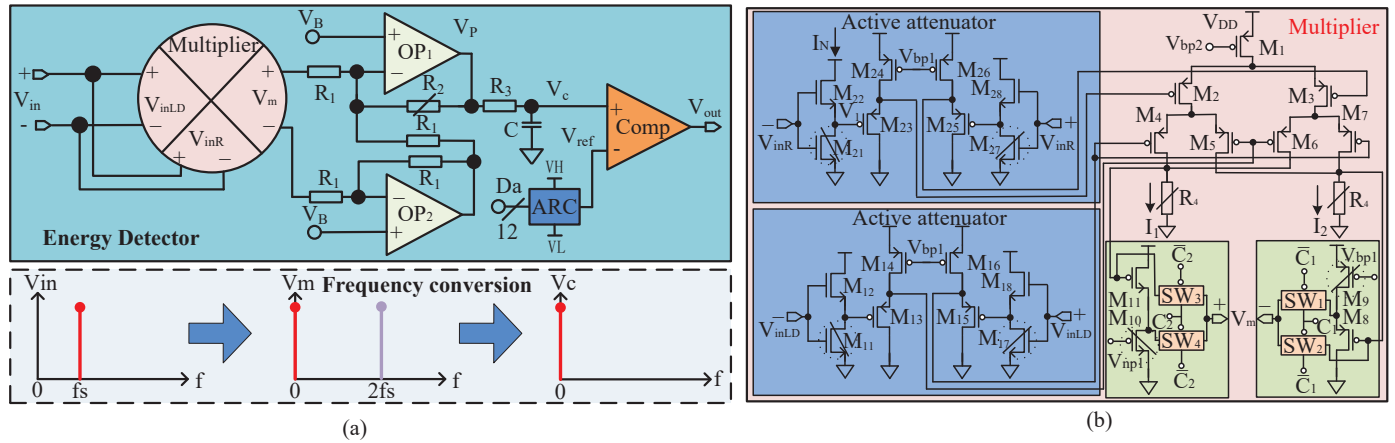 Multiplier
+
V_in
-
+
V_inLD
-
V_inR
+
-
+
V_m
-
V_B
+
-
OP_1
V_P
R_1
R_2
R_3
V_c
R_1
R_1
R_1
C
V_ref
+
-
Comp
V_out
V_B
-
+
OP_2
VH
Da
12
ARC
VL
Energy Detector
Frequency conversion
Vin
0
fs
f
Vm
0
2fs
f
Vc
0
f
(a)
Active attenuator
I_N
M_24
V_bp1
M_26
M_22
V
M_23
M_25
M_28
-
V_inR
M_21
M_27
+
V_inR
Active attenuator
M_14
V_bp1
M_16
M_12
M_13
M_15
M_18
-
V_inLD
M_11
M_17
+
V_inLD
Multiplier
V_DD
V_bp2
M_1
M_2
M_3
M_4
M_5
M_6
M_7
R_4
I_1
R_4
I_2
C̅_2
M_11
SW_3
M_10
C_2
SW_4
V_np1
C̅_2
+
V_m
-
C̅_1
V_bp1
SW_1
M_9
C_1
M_8
SW_2
C̅_1
(b)